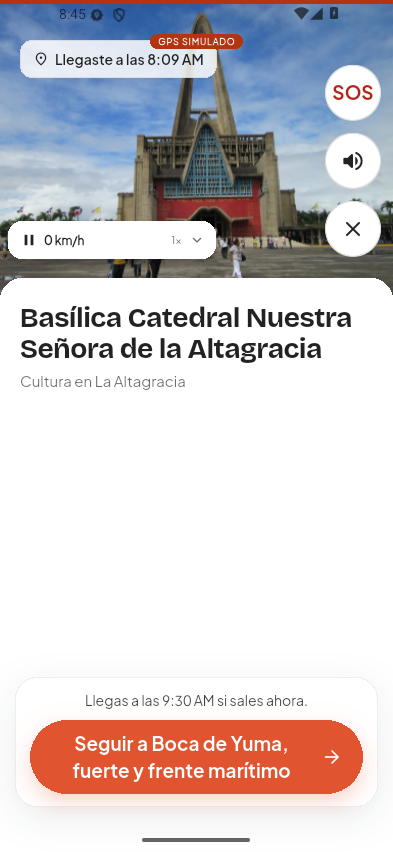 8:45
GPS SIMULADO
Llegaste a las 8:09 AM
SOS
0 km/h
1×
Basílica Catedral Nuestra
Señora de la Altagracia
Cultura en La Altagracia
Llegas a las 9:30 AM si sales ahora.
Seguir a Boca de Yuma,
fuerte y frente marítimo